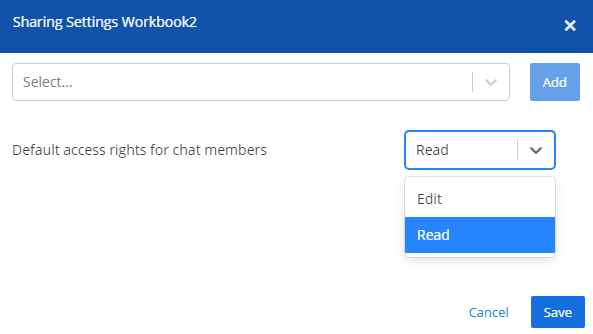 Sharing Settings Workbook2
Select...
Add
Default access rights for chat members
Read
Edit
Read
Cancel
Save